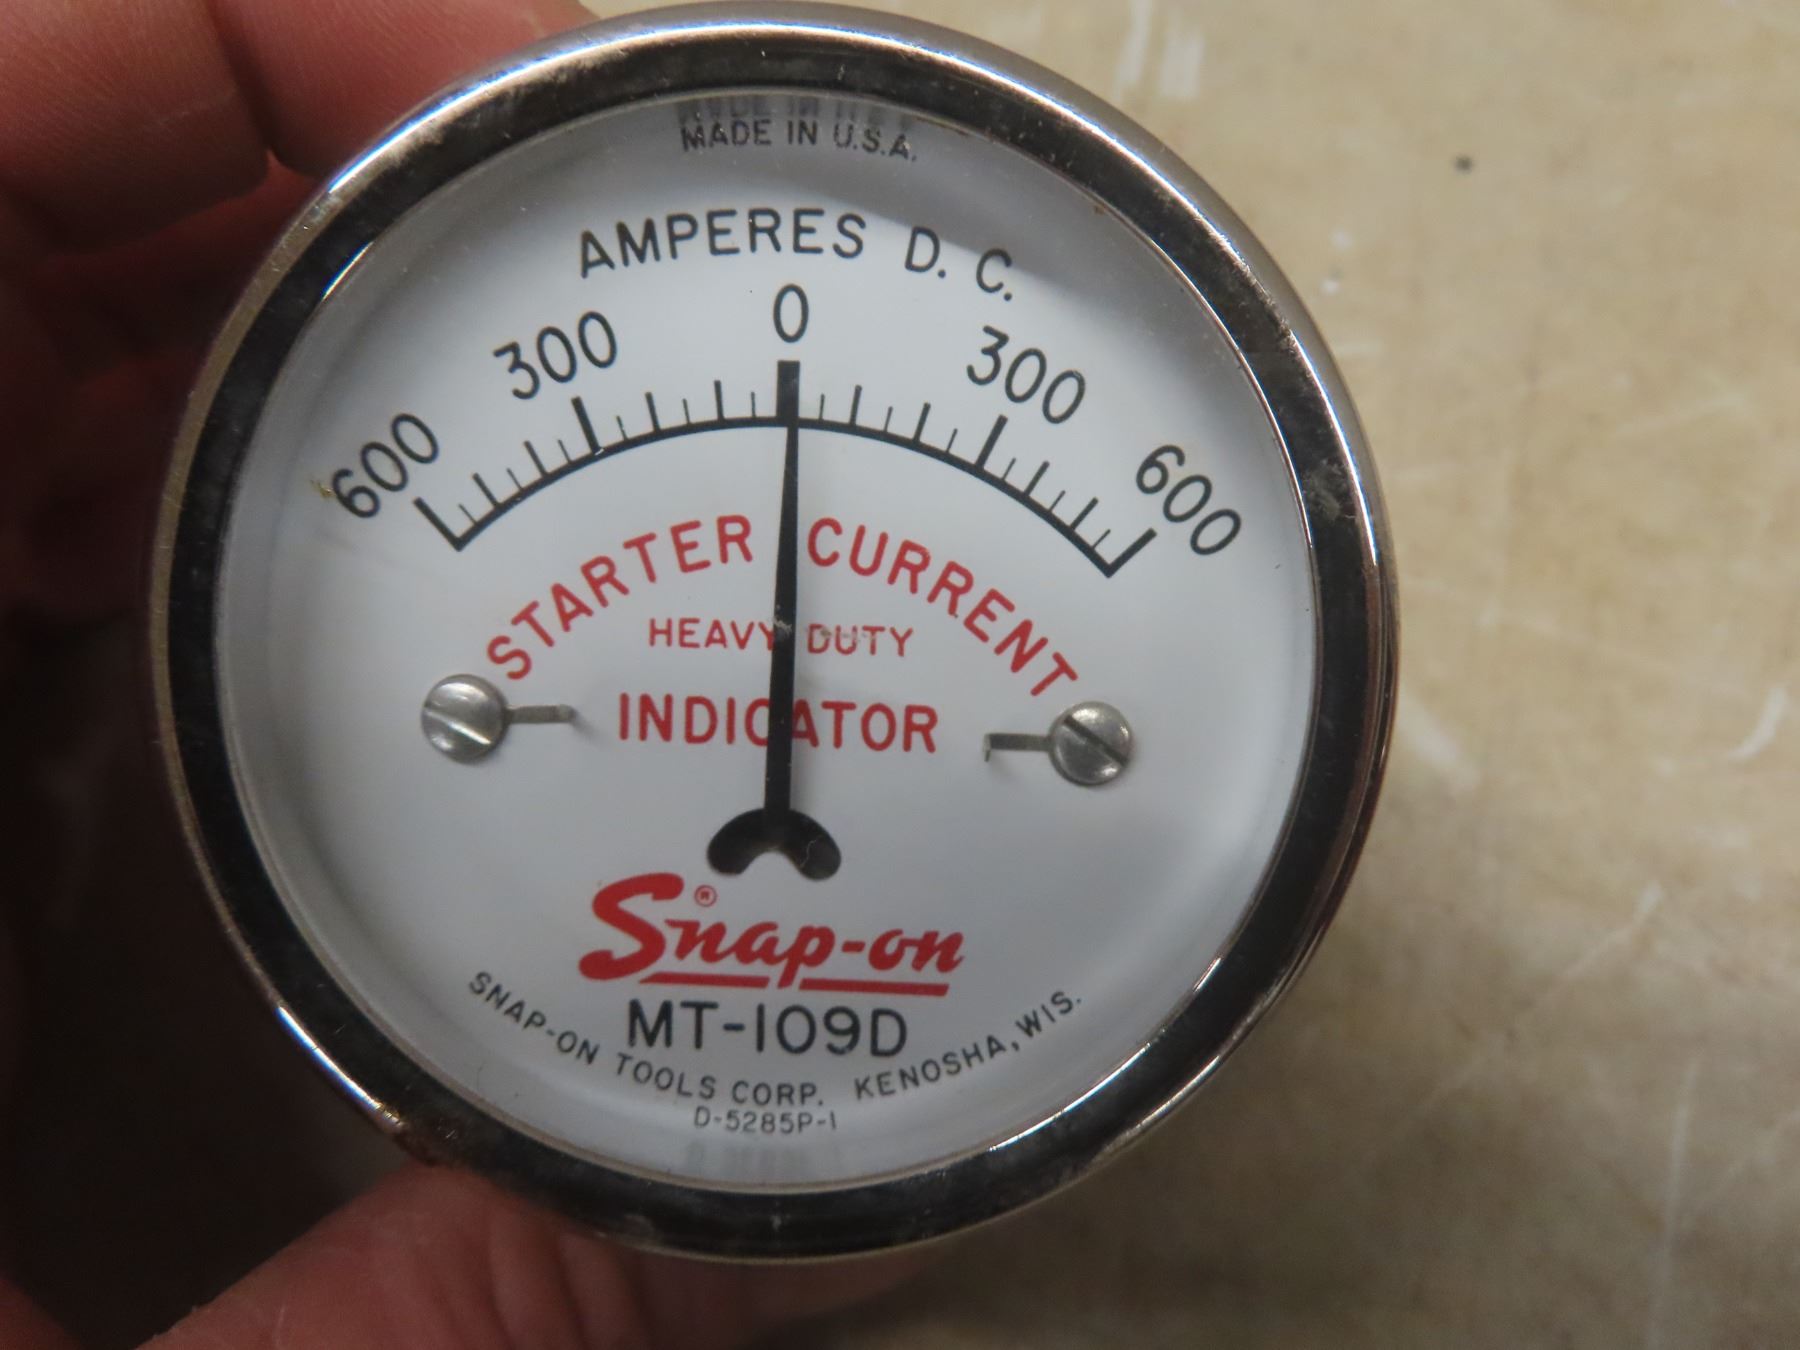 MADE IN U.S.A.
AMPERES D. C.
600 300 0 300 600
STARTER CURRENT
HEAVY DUTY
INDICATOR
Snap-on®
MT-109D
SNAP-ON TOOLS CORP. KENOSHA, WIS.
D-5285P-1